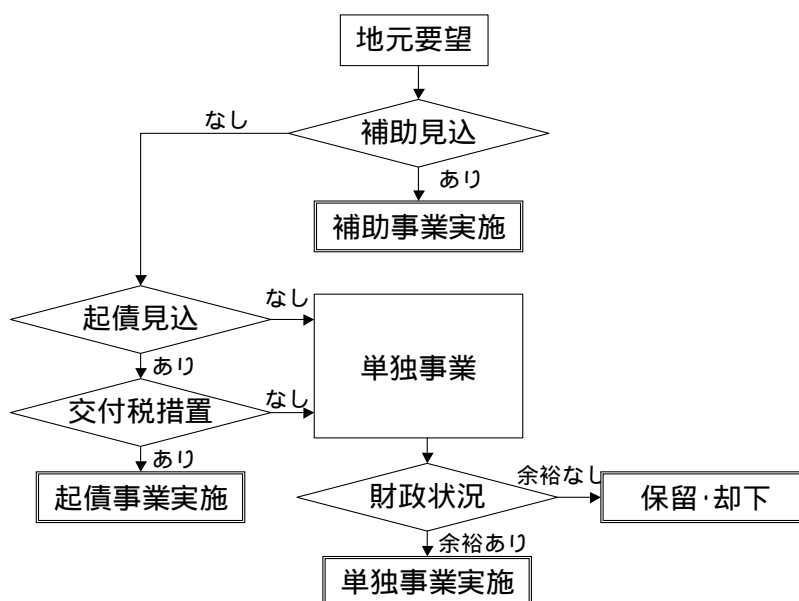 地元要望
なし
補助見込
あり
補助事業実施
起債見込
なし
単独事業
あり
交付税措置
なし
あり
起債事業実施
財政状況
余裕なし
保留・却下
余裕あり
単独事業実施